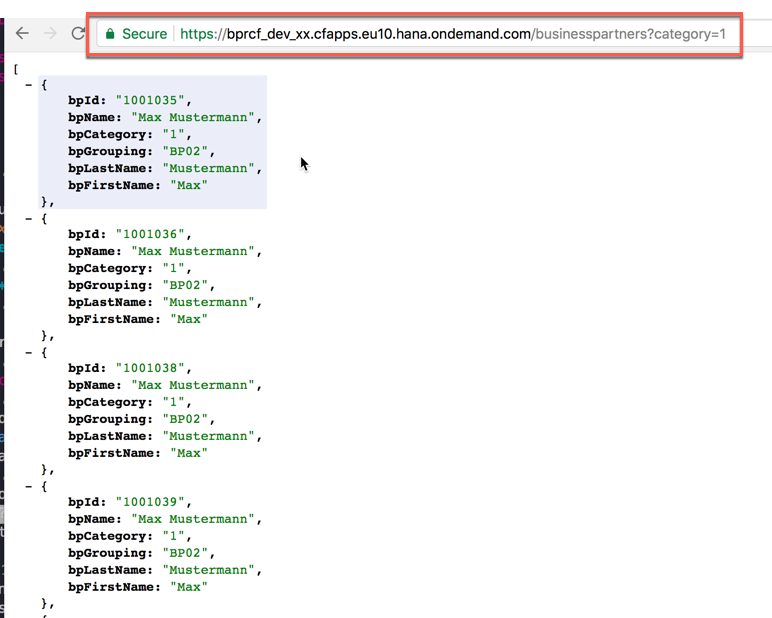 Secure https://bprcf_dev_xx.cfapps.eu10.hana.ondemand.com/businesspartners?category=1
[
- {
bpId: "1001035",
bpName: "Max Mustermann",
bpCategory: "1",
bpGrouping: "BP02",
bpLastName: "Mustermann",
bpFirstName: "Max"
},
- {
bpId: "1001036",
bpName: "Max Mustermann",
bpCategory: "1",
bpGrouping: "BP02",
bpLastName: "Mustermann",
bpFirstName: "Max"
},
- {
bpId: "1001038",
bpName: "Max Mustermann",
bpCategory: "1",
bpGrouping: "BP02",
bpLastName: "Mustermann",
bpFirstName: "Max"
},
- {
bpId: "1001039",
bpName: "Max Mustermann",
bpCategory: "1",
bpGrouping: "BP02",
bpLastName: "Mustermann",
bpFirstName: "Max"
},